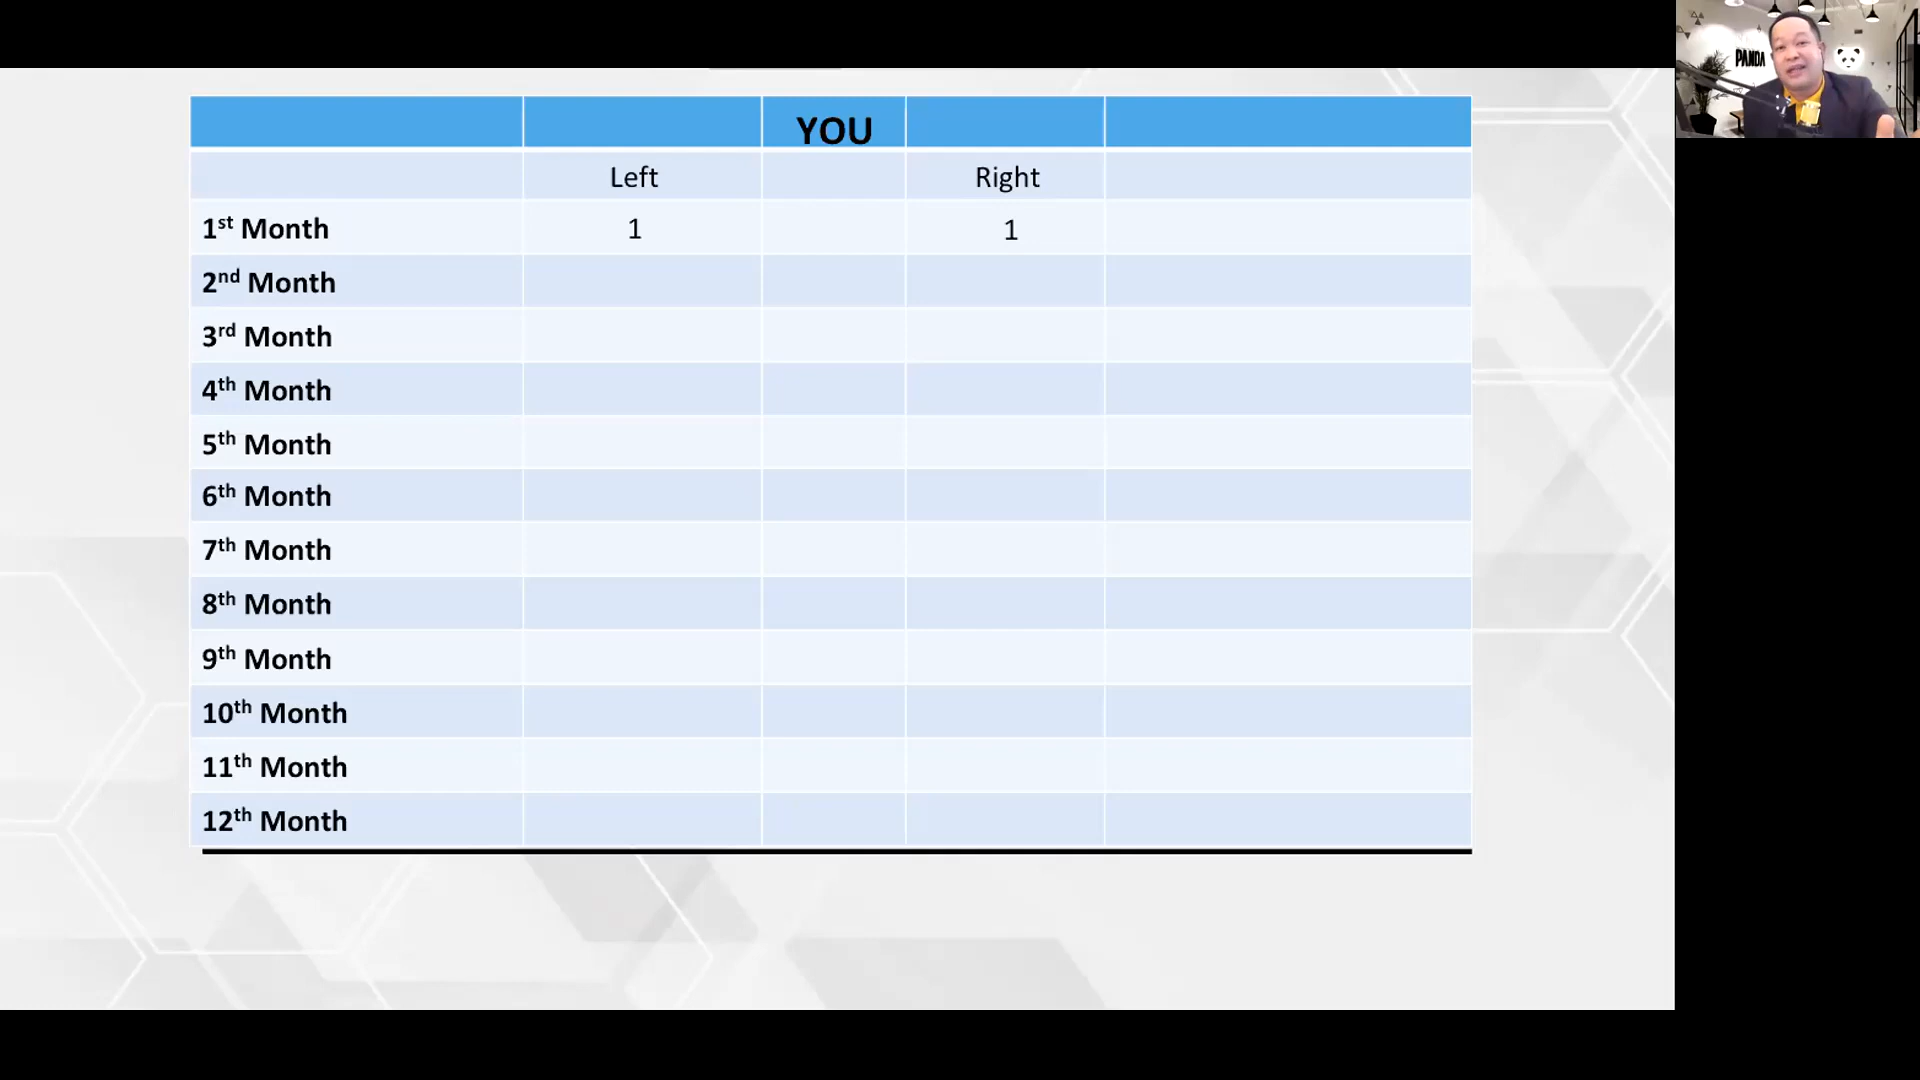 YOU
Left Right
1st Month 1 1
2nd Month
3rd Month
4th Month
5th Month
6th Month
7th Month
8th Month
9th Month
10th Month
11th Month
12th Month
PANDA